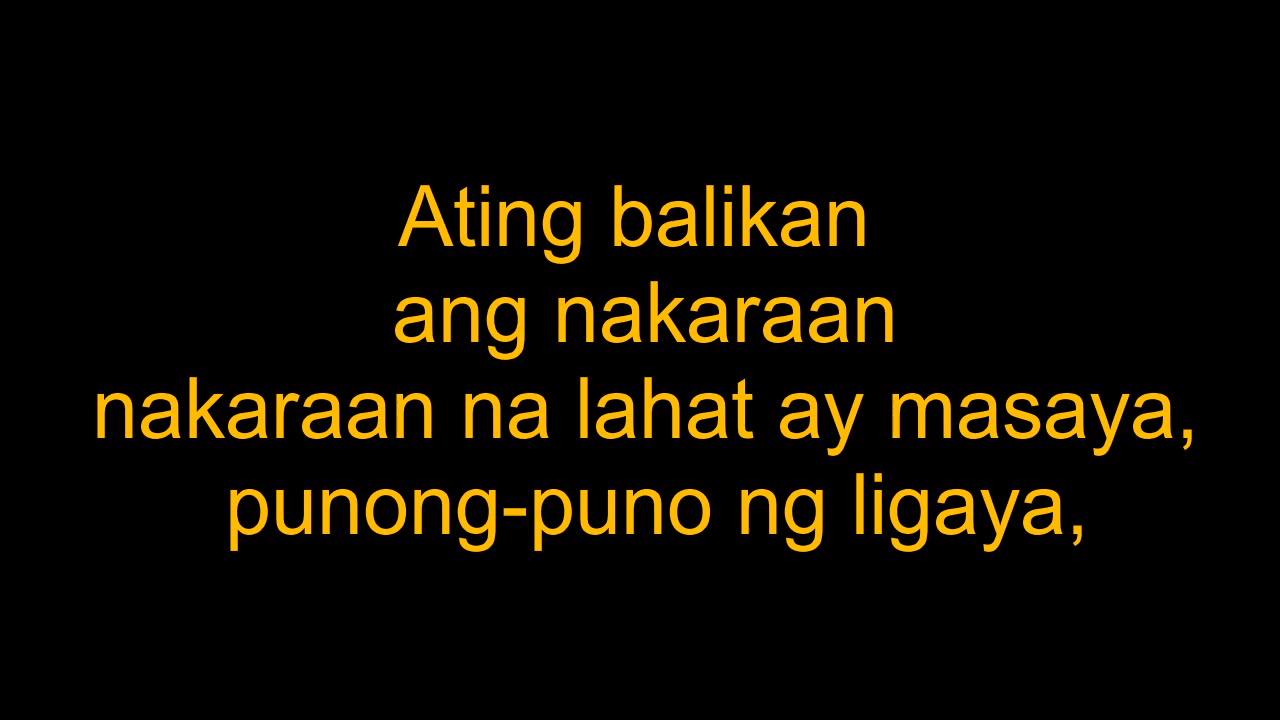 Ating balikan
ang nakaraan
nakaraan na lahat ay masaya,
punong-puno ng ligaya,